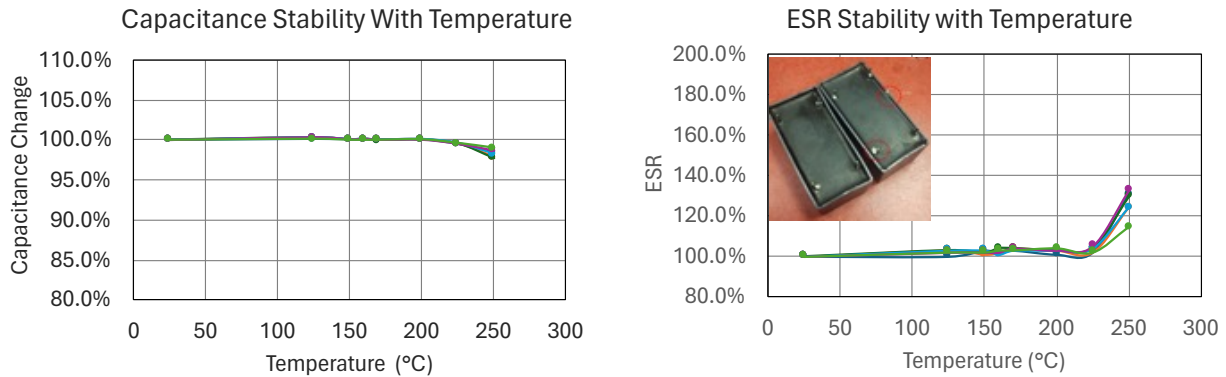 Capacitance Stability With Temperature
110.0%
105.0%
100.0%
95.0%
90.0%
85.0%
80.0%
Capacitance Change
0 50 100 150 200 250 300
Temperature (°C)
ESR Stability with Temperature
200.0%
180.0%
160.0%
140.0%
120.0%
100.0%
80.0%
ESR
0 50 100 150 200 250 300
Temperature (°C)